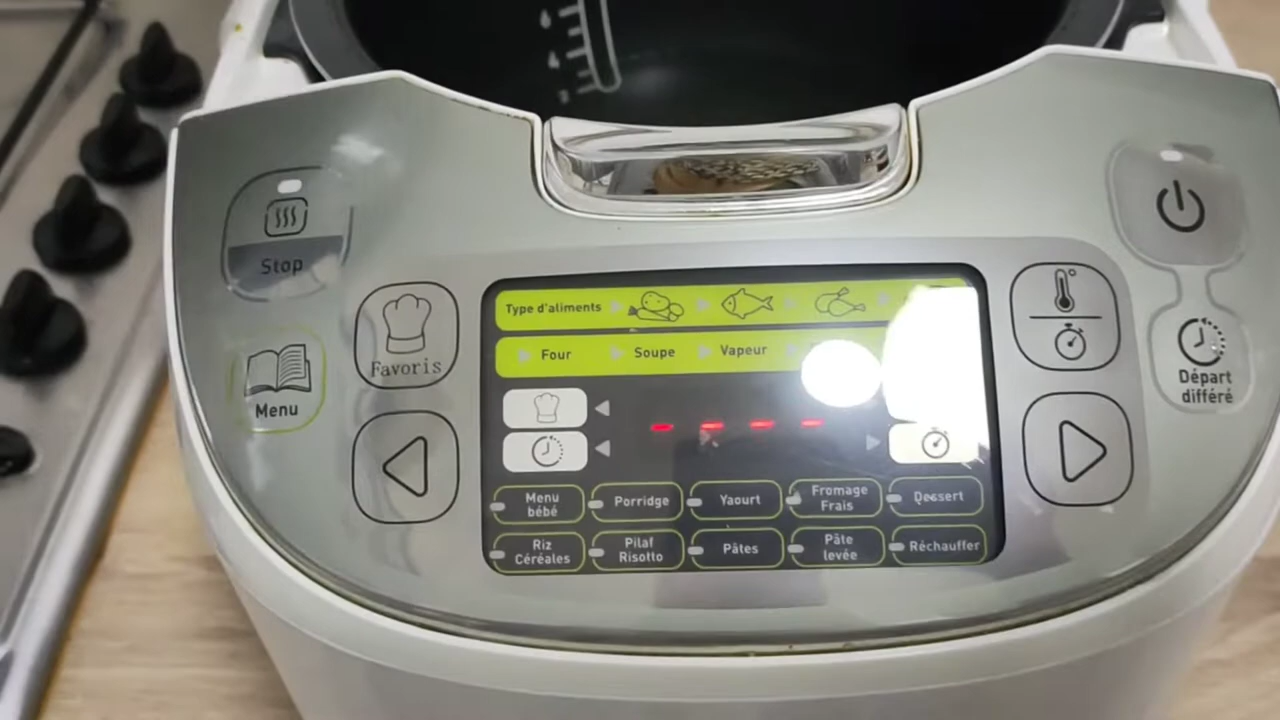 Stop
Favoris
Menu
Type d'aliments
Four
Soupe
Vapeur
Départ
différé
Menu
bébé
Porridge
Yaourt
Fromage
Frais
Dessert
Riz
Céréales
Pilaf
Risotto
Pâtes
Pâte
levée
Réchauffer